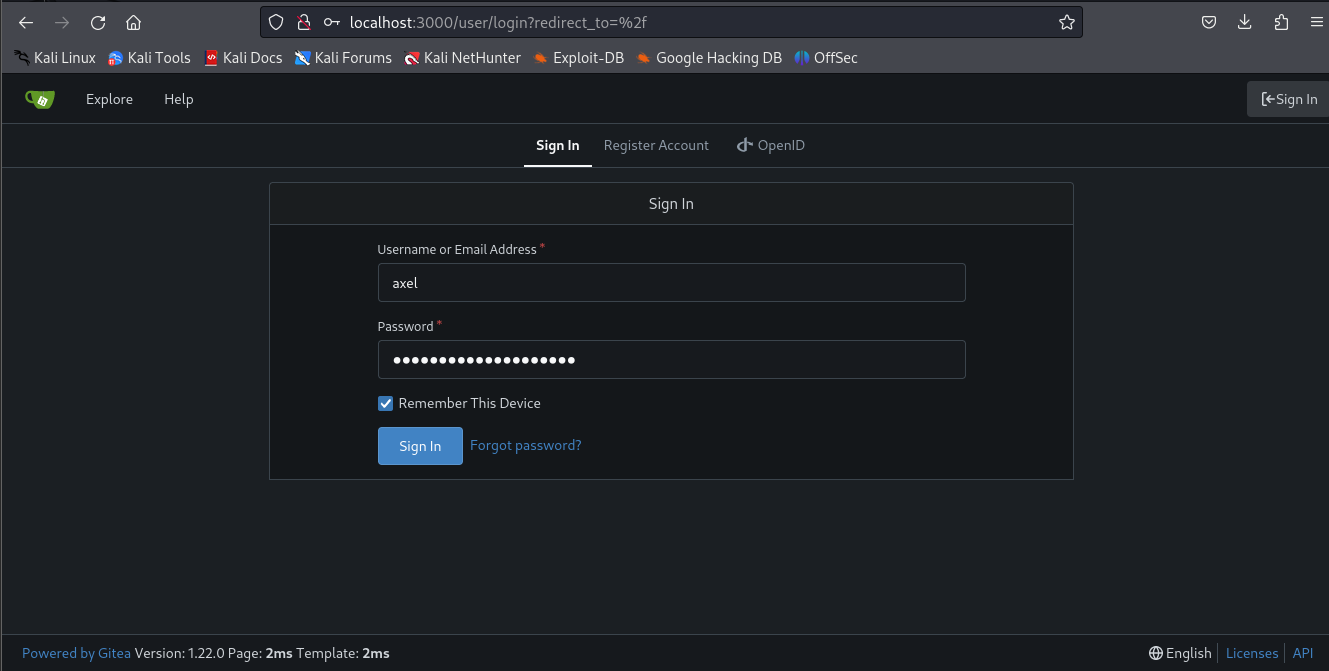 localhost:3000/user/login?redirect_to=%2f
Kali Linux Kali Tools Kali Docs Kali Forums Kali NetHunter Exploit-DB Google Hacking DB OffSec
Explore Help Sign In
Sign In Register Account OpenID
Sign In
Username or Email Address *
axel
Password *
●●●●●●●●●●●●●●●●●●●●
Remember This Device
Sign In Forgot password?
Powered by Gitea Version: 1.22.0 Page: 2ms Template: 2ms English Licenses API